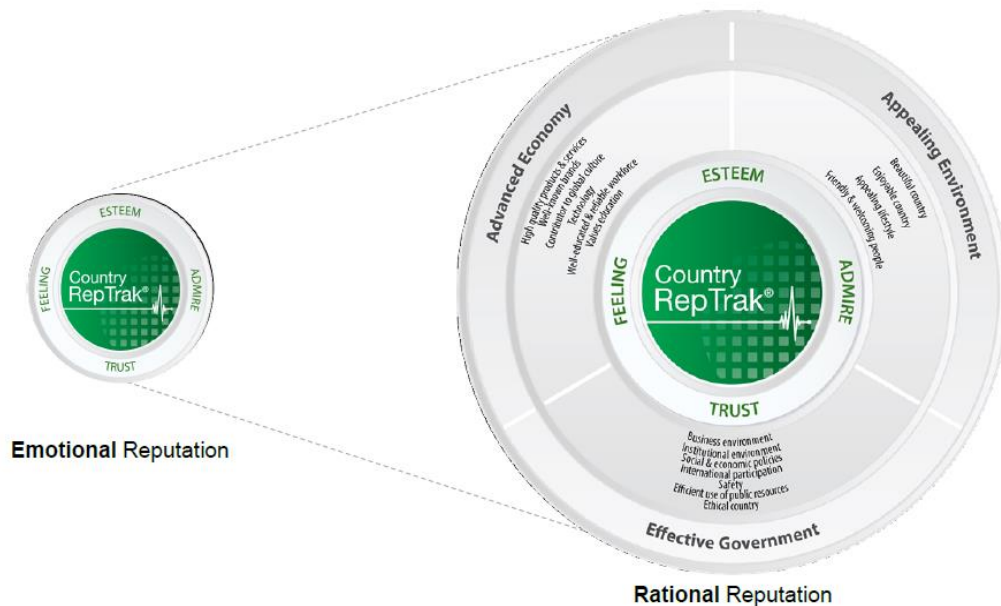 ESTEEM
FEELING
Country
RepTrak®
ADMIRE
TRUST
Emotional Reputation
Advanced Economy
High quality products & services
Well-known brands
Contributor to global culture
Technology
Well-educated & reliable workforce
Values education
Appealing Environment
Beautiful country
Enjoyable country
Appealing lifestyle
Friendly & welcoming people
ESTEEM
FEELING
Country
RepTrak®
ADMIRE
TRUST
Business environment
Institutional environment
Social & economic policies
International participation
Safety
Efficient use of public resources
Ethical country
Effective Government
Rational Reputation